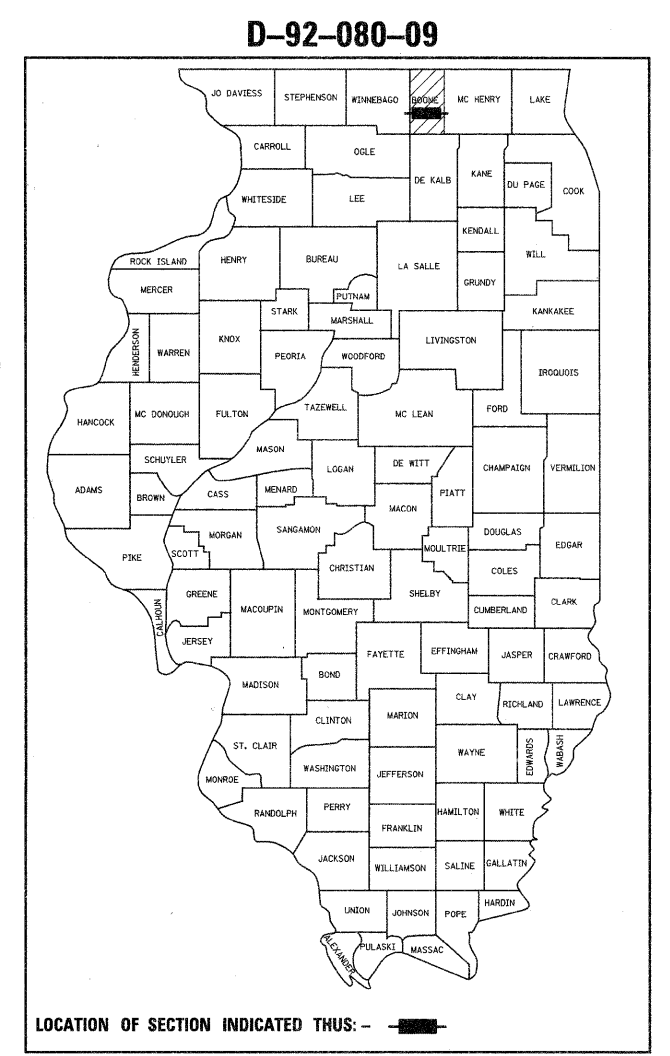 D-92-080-09
JO DAVIESS
STEPHENSON
WINNEBAGO
BOONE
MC HENRY
LAKE
CARROLL
OGLE
DE KALB
KANE
DU PAGE
COOK
WHITESIDE
LEE
KENDALL
WILL
ROCK ISLAND
HENRY
BUREAU
LA SALLE
GRUNDY
MERCER
PUTNAM
STARK
MARSHALL
KANKAKEE
HENDERSON
WARREN
KNOX
PEORIA
WOODFORD
LIVINGSTON
IROQUOIS
HANCOCK
MC DONOUGH
FULTON
TAZEWELL
MC LEAN
FORD
SCHUYLER
MASON
LOGAN
DE WITT
CHAMPAIGN
VERMILION
ADAMS
BROWN
CASS
MENARD
MACON
PIATT
PIKE
SCOTT
MORGAN
SANGAMON
CHRISTIAN
MOULTRIE
DOUGLAS
EDGAR
COLES
CALHOUN
GREENE
MACOUPIN
MONTGOMERY
SHELBY
CUMBERLAND
CLARK
JERSEY
FAYETTE
EFFINGHAM
JASPER
CRAWFORD
MADISON
BOND
CLAY
RICHLAND
LAWRENCE
CLINTON
MARION
ST. CLAIR
WAYNE
EDWARDS
WABASH
MONROE
WASHINGTON
JEFFERSON
RANDOLPH
PERRY
HAMILTON
WHITE
FRANKLIN
JACKSON
WILLIAMSON
SALINE
GALLATIN
UNION
JOHNSON
POPE
HARDIN
ALEXANDER
PULASKI
MASSAC
LOCATION OF SECTION INDICATED THUS: -